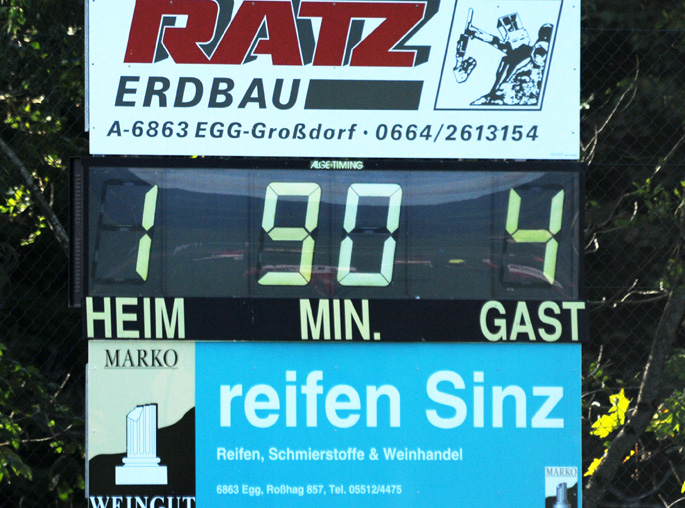 RATZ
ERDBAU
A-6863 EGG-Großdorf · 0664/2613154
ALGE-TIMING
1 90 4
HEIM MIN. GAST
MARKO
reifen Sinz
Reifen, Schmierstoffe & Weinhandel
6863 Egg, Roßhag 857, Tel. 05512/4475
MARKO
WEINGUT